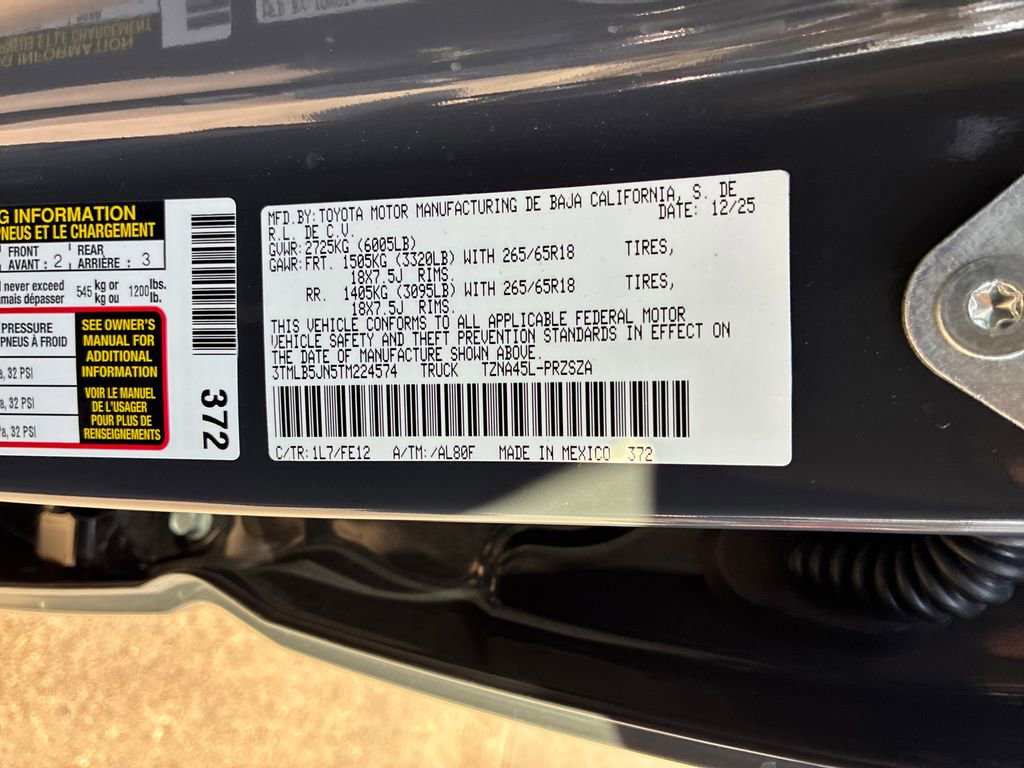 G INFORMATION
PNEUS ET LE CHARGEMENT
FRONT AVANT : 2 REAR ARRIÈRE : 3
never exceed 545 kg or 1200 lbs.
mais dépasser kg ou lb.
PRESSURE
PNEUS À FROID
a, 32 PSI
a, 32 PSI
a, 32 PSI
SEE OWNER'S
MANUAL FOR
ADDITIONAL
INFORMATION
VOIR LE MANUEL
DE L'USAGER
POUR PLUS DE
RENSEIGNEMENTS
372
MFD.BY:TOYOTA MOTOR MANUFACTURING DE BAJA CALIFORNIA, S. DE
R.L. DE C.V. DATE: 12/25
GVWR:2725KG (6005LB)
GAWR:FRT. 1505KG (3320LB) WITH 265/65R18 TIRES,
18X7.5J RIMS.
RR. 1405KG (3095LB) WITH 265/65R18 TIRES,
18X7.5J RIMS.
THIS VEHICLE CONFORMS TO ALL APPLICABLE FEDERAL MOTOR
VEHICLE SAFETY AND THEFT PREVENTION STANDARDS IN EFFECT ON
THE DATE OF MANUFACTURE SHOWN ABOVE.
3TMLB5JN5TM224574 TRUCK TZNA45L-PRZSZA
C/TR: 1L7/FE12 A/TM: /AL80F MADE IN MEXICO 372